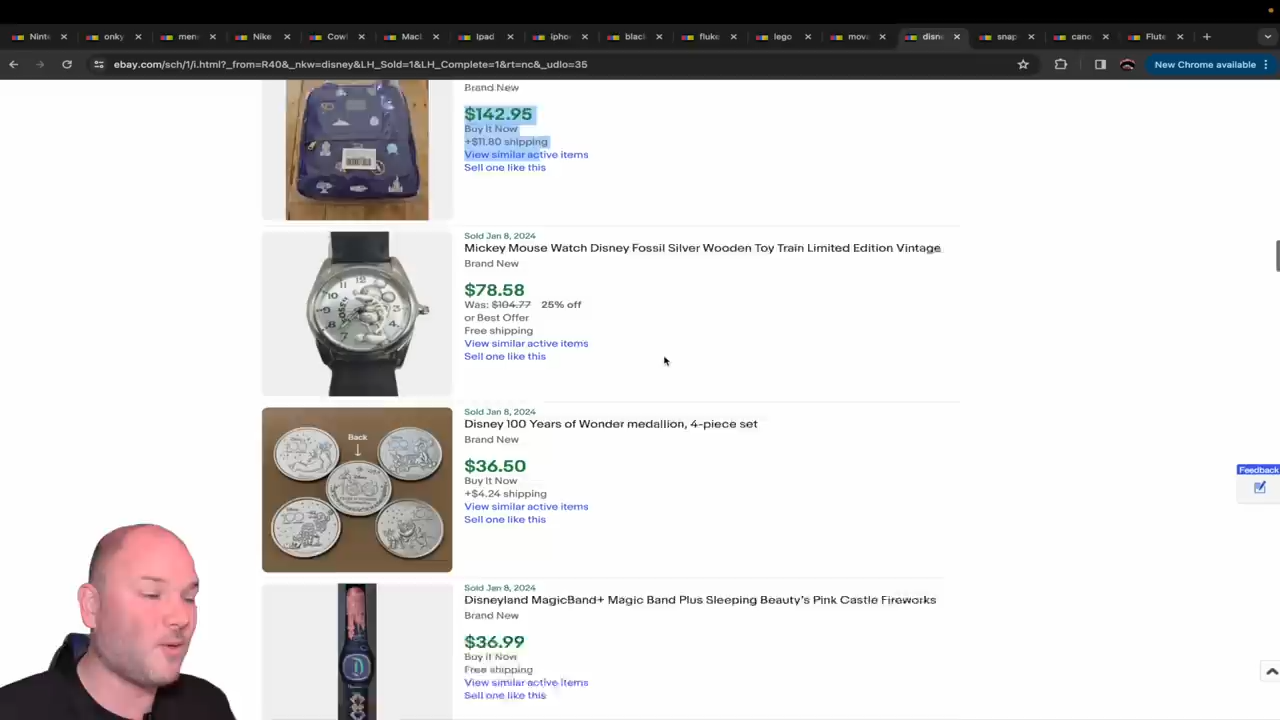 Nint
onky
men
Nike
Cowl
Macl
Ipad
ipho
blac
fluke
lego
mov
disn
snap
cano
Flute
ebay.com/sch/1/i.html?_from=R40&_nkw=disney&LH_Sold=1&LH_Complete=1&rt=nc&_udlo=35
New Chrome available
Brand New
$142.95
Buy It Now
+$11.80 shipping
View similar active items
Sell one like this
Sold Jan 8, 2024
Mickey Mouse Watch Disney Fossil Silver Wooden Toy Train Limited Edition Vintage
Brand New
$78.58
Was: $104.77 25% off
or Best Offer
Free shipping
View similar active items
Sell one like this
Sold Jan 8, 2024
Disney 100 Years of Wonder medallion, 4-piece set
Brand New
$36.50
Buy It Now
+$4.24 shipping
View similar active items
Sell one like this
Back
Feedback
Sold Jan 8, 2024
Disneyland MagicBand+ Magic Band Plus Sleeping Beauty's Pink Castle Fireworks
Brand New
$36.99
Buy It Now
Free shipping
View similar active items
Sell one like this